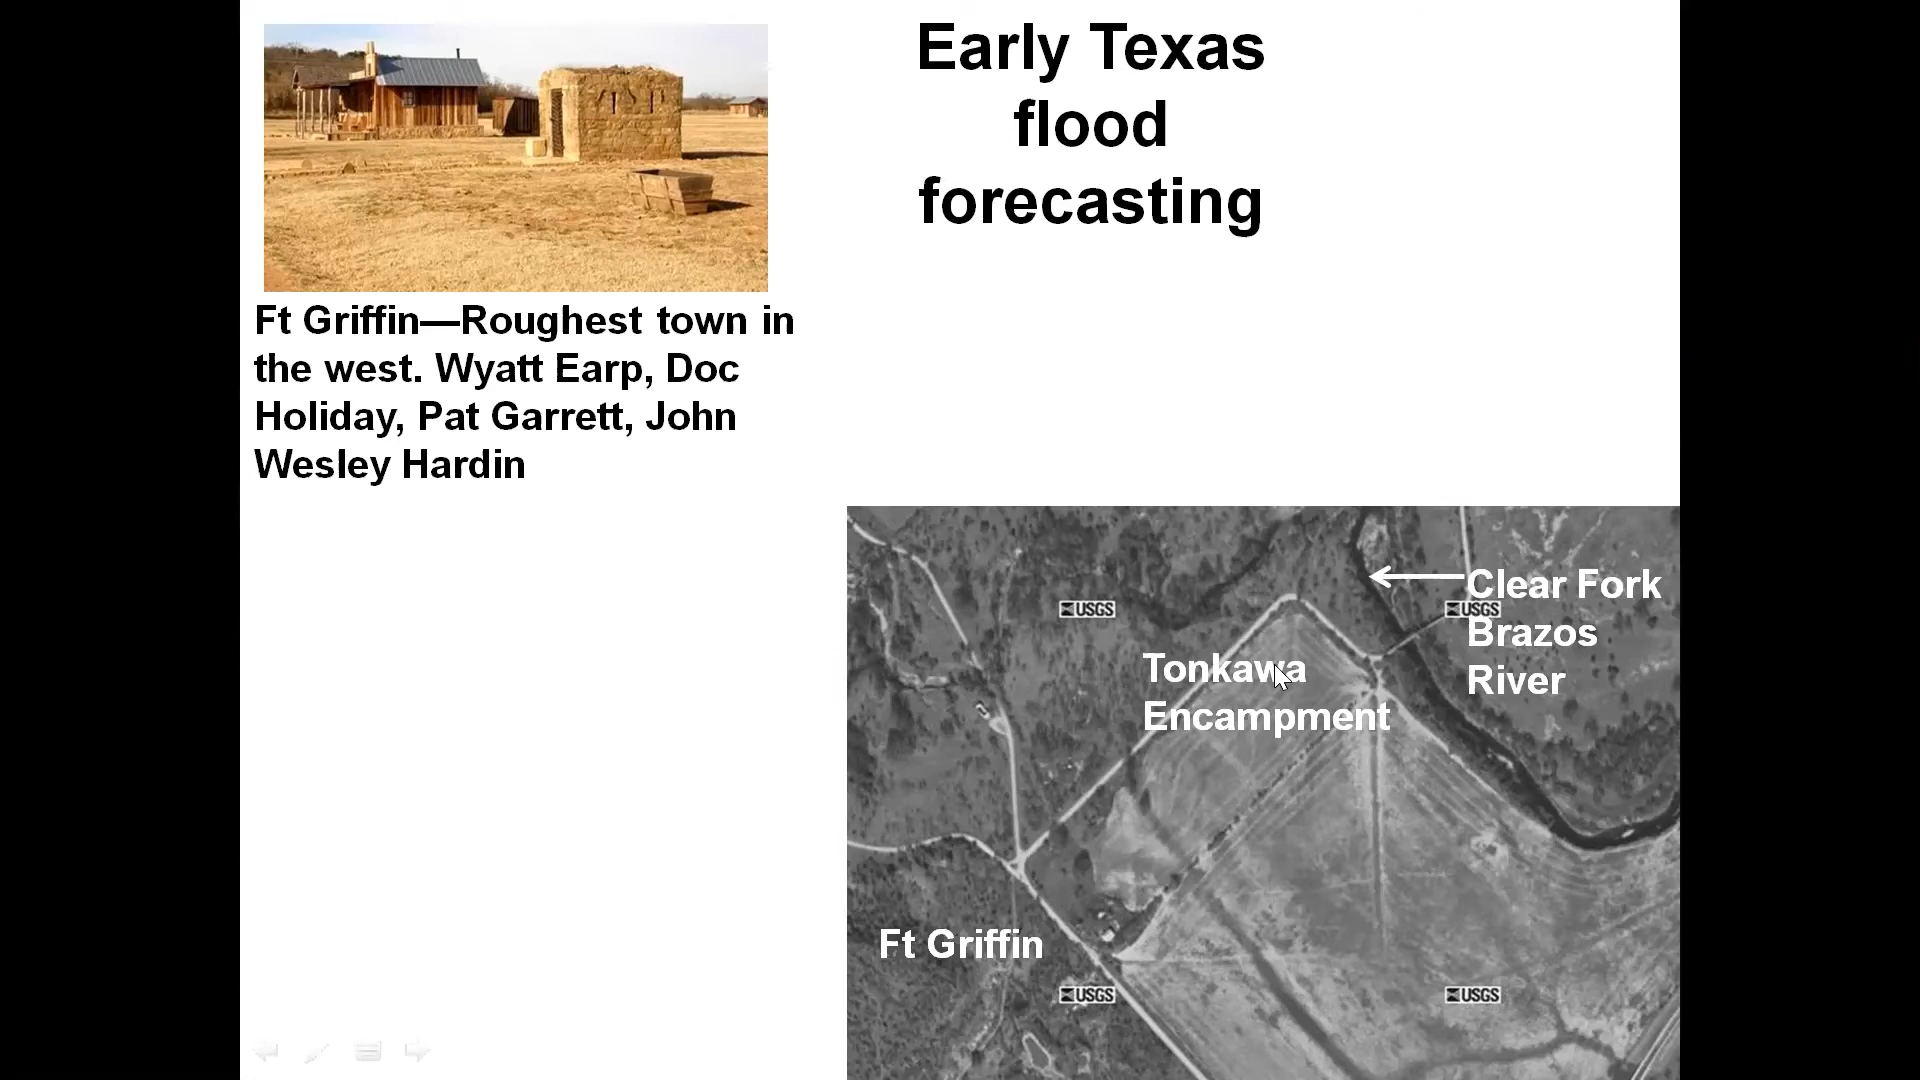 Early Texas
flood
forecasting
Ft Griffin—Roughest town in
the west. Wyatt Earp, Doc
Holiday, Pat Garrett, John
Wesley Hardin
Clear Fork
Brazos
River
USGS
USGS
Tonkawa
Encampment
Ft Griffin
USGS
USGS